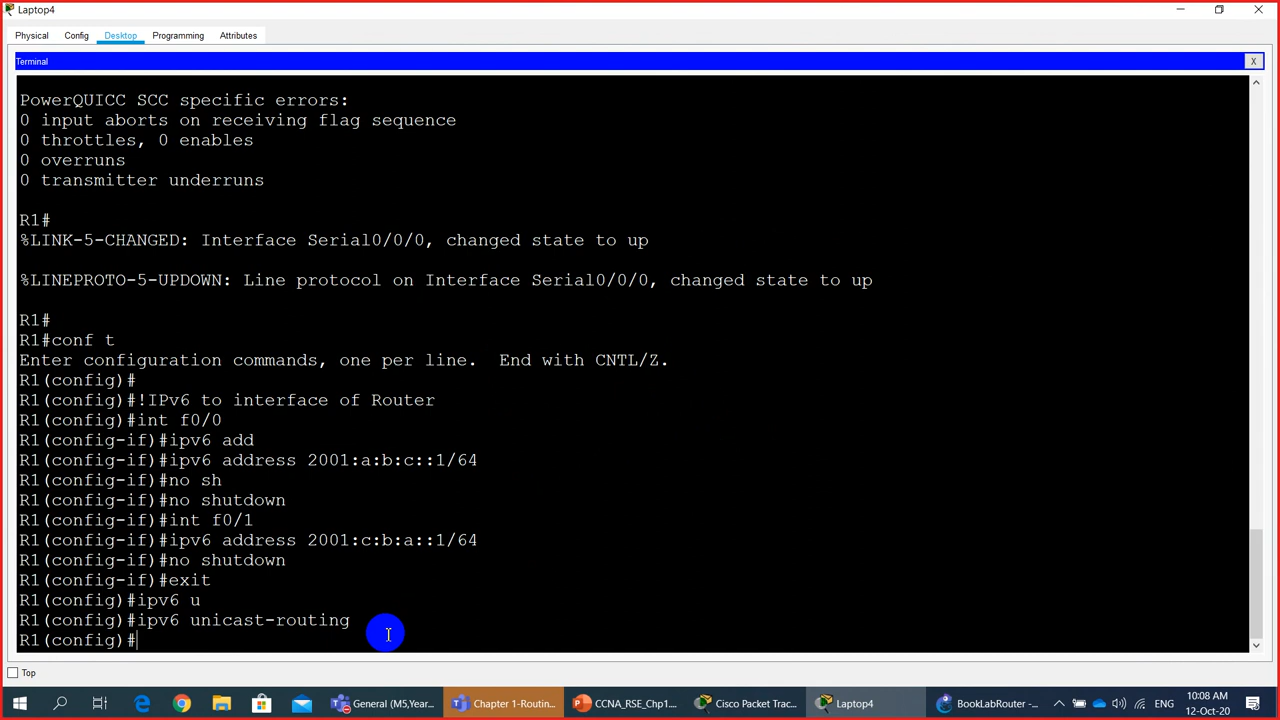 Laptop4
Physical Config Desktop Programming Attributes
Terminal X
PowerQUICC SCC specific errors:
0 input aborts on receiving flag sequence
0 throttles, 0 enables
0 overruns
0 transmitter underruns
R1#
%LINK-5-CHANGED: Interface Serial0/0/0, changed state to up
%LINEPROTO-5-UPDOWN: Line protocol on Interface Serial0/0/0, changed state to up
R1#
R1#conf t
Enter configuration commands, one per line.  End with CNTL/Z.
R1(config)#
R1(config)#!IPv6 to interface of Router
R1(config)#int f0/0
R1(config-if)#ipv6 add
R1(config-if)#ipv6 address 2001:a:b:c::1/64
R1(config-if)#no sh
R1(config-if)#no shutdown
R1(config-if)#int f0/1
R1(config-if)#ipv6 address 2001:c:b:a::1/64
R1(config-if)#no shutdown
R1(config-if)#exit
R1(config)#ipv6 u
R1(config)#ipv6 unicast-routing
R1(config)#
Top
General (M5,Year... Chapter 1-Routin... CCNA_RSE_Chp1.... Cisco Packet Trac... Laptop4 BookLabRouter -... ENG 10:08 AM
12-Oct-20